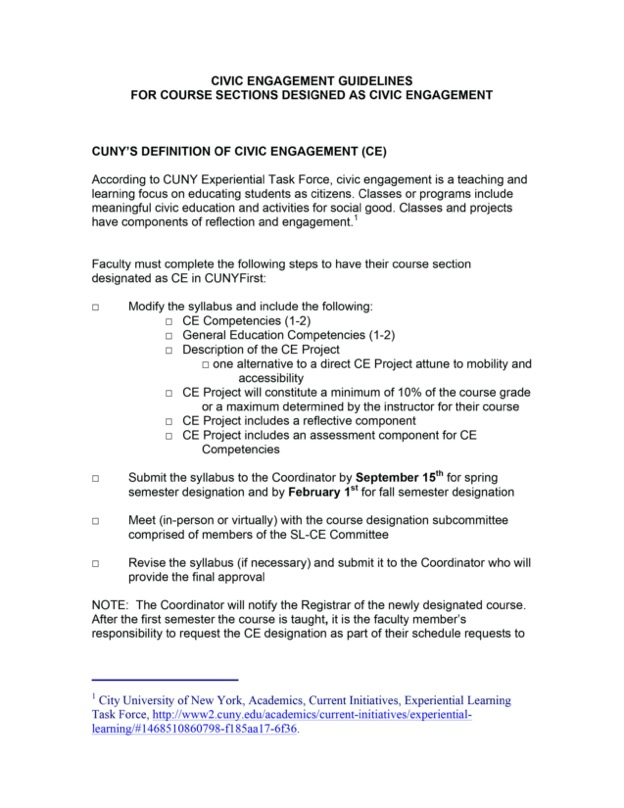 CIVIC ENGAGEMENT GUIDELINES
FOR COURSE SECTIONS DESIGNED AS CIVIC ENGAGEMENT
CUNY'S DEFINITION OF CIVIC ENGAGEMENT (CE)
According to CUNY Experiential Task Force, civic engagement is a teaching and
learning focus on educating students as citizens. Classes or programs include
meaningful civic education and activities for social good. Classes and projects
have components of reflection and engagement.1
Faculty must complete the following steps to have their course section
designated as CE in CUNYFirst:
□ Modify the syllabus and include the following:
□ CE Competencies (1-2)
□ General Education Competencies (1-2)
□ Description of the CE Project
□ one alternative to a direct CE Project attune to mobility and
accessibility
□ CE Project will constitute a minimum of 10% of the course grade
or a maximum determined by the instructor for their course
□ CE Project includes a reflective component
□ CE Project includes an assessment component for CE
Competencies
□ Submit the syllabus to the Coordinator by September 15th for spring
semester designation and by February 1st for fall semester designation
□ Meet (in-person or virtually) with the course designation subcommittee
comprised of members of the SL-CE Committee
□ Revise the syllabus (if necessary) and submit it to the Coordinator who will
provide the final approval
NOTE: The Coordinator will notify the Registrar of the newly designated course.
After the first semester the course is taught, it is the faculty member's
responsibility to request the CE designation as part of their schedule requests to
1 City University of New York, Academics, Current Initiatives, Experiential Learning
Task Force, http://www2.cuny.edu/academics/current-initiatives/experiential-
learning/#1468510860798-f185aa17-6f36.